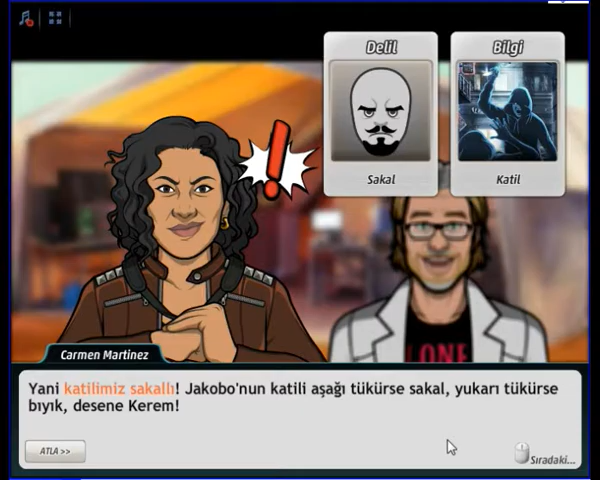 Delil
Bilgi
Sakal
Katil
LONE
Carmen Martinez
Yani katilimiz sakallı! Jakobo'nun katili aşağı tükürse sakal, yukarı tükürse
bıyık, desene Kerem!
ATLA >>
Sıradaki...